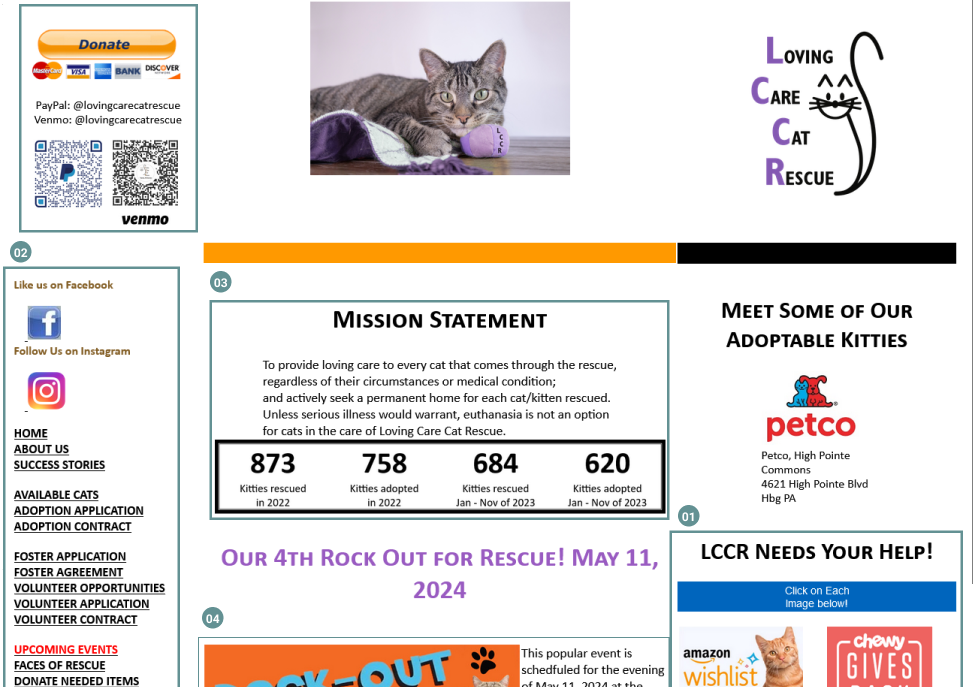 Donate
MasterCard VISA BANK DISCOVER
PayPal: @lovingcarecatrescue
Venmo: @lovingcarecatrescue
venmo
LCCR
Loving
Care
Cat
Rescue
02
Like us on Facebook
Follow Us on Instagram
HOME
ABOUT US
SUCCESS STORIES
AVAILABLE CATS
ADOPTION APPLICATION
ADOPTION CONTRACT
FOSTER APPLICATION
FOSTER AGREEMENT
VOLUNTEER OPPORTUNITIES
VOLUNTEER APPLICATION
VOLUNTEER CONTRACT
UPCOMING EVENTS
FACES OF RESCUE
DONATE NEEDED ITEMS
03
Mission Statement
To provide loving care to every cat that comes through the rescue,
regardless of their circumstances or medical condition;
and actively seek a permanent home for each cat/kitten rescued.
Unless serious illness would warrant, euthanasia is not an option
for cats in the care of Loving Care Cat Rescue.
873 758 684 620
Kitties rescued Kitties adopted Kitties rescued Kitties adopted
in 2022 in 2022 Jan - Nov of 2023 Jan - Nov of 2023
Our 4th Rock Out for Rescue! May 11,
2024
04
ROCK-OUT
This popular event is
schedfuled for the evening
of May 11, 2024 at the
Meet Some of Our
Adoptable Kitties
petco
Petco, High Pointe
Commons
4621 High Pointe Blvd
Hbg PA
01
LCCR Needs Your Help!
Click on Each
Image below!
amazon
wishlist
chewy
GIVES